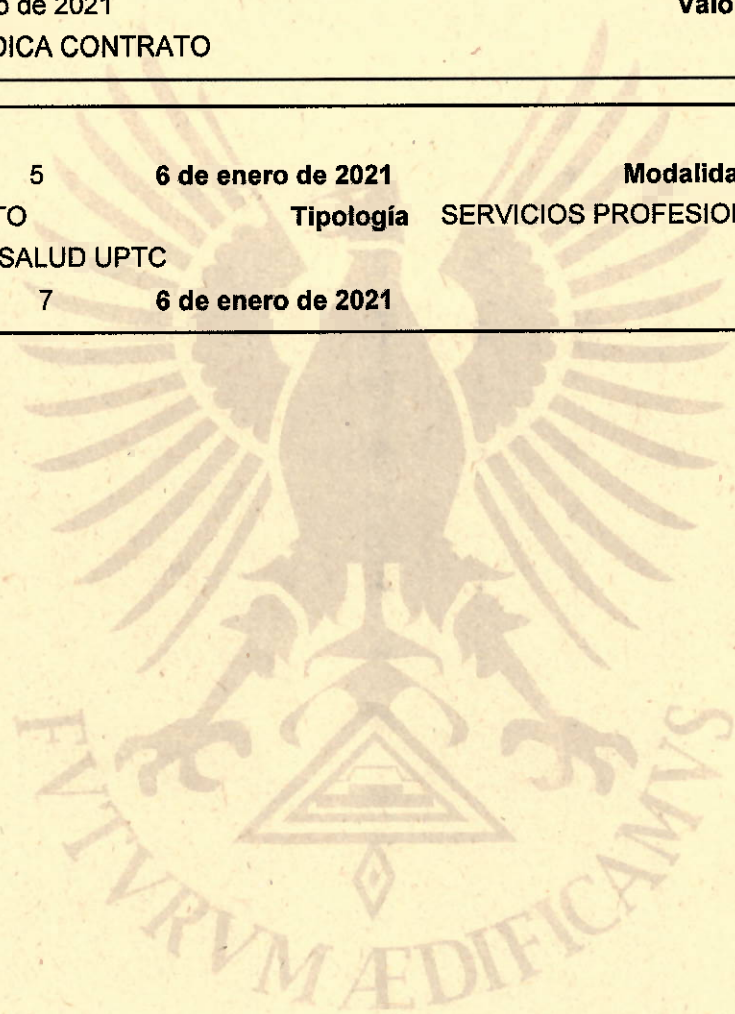 o de 2021 Valo
DICA CONTRATO
5 6 de enero de 2021 Modalida
TO Tipología SERVICIOS PROFESION
SALUD UPTC
7 6 de enero de 2021
FVTVRVM ÆDIFICAMVS